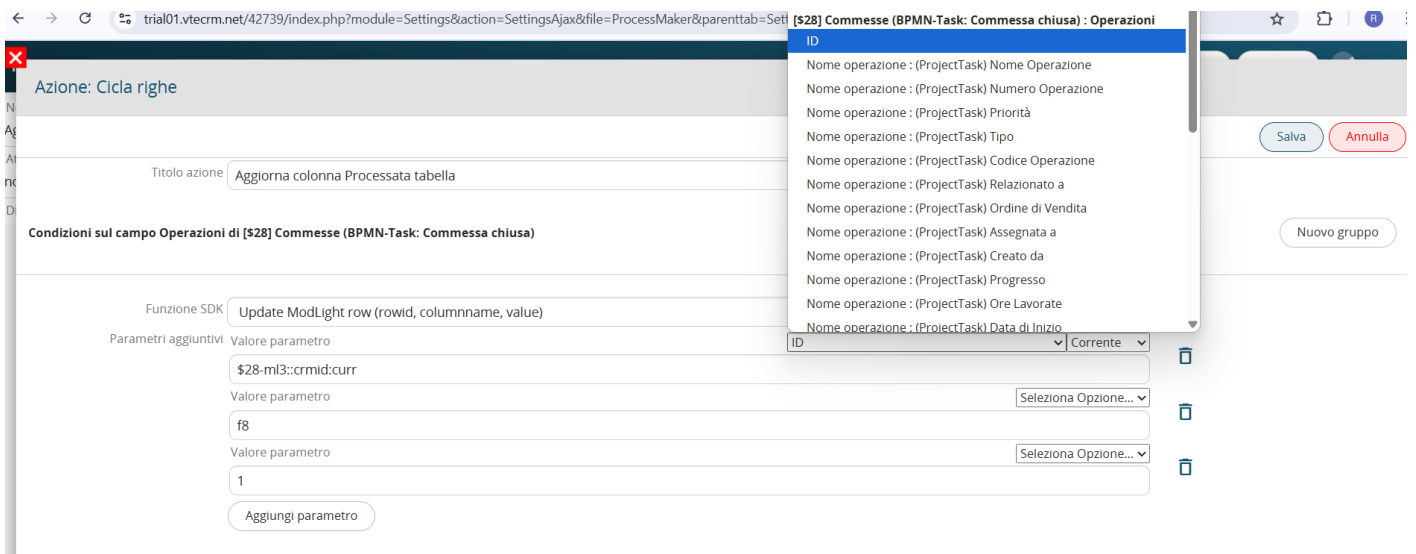 trial01.vtecrm.net/42739/index.php?module=Settings&action=SettingsAjax&file=ProcessMaker&parenttab=Set
[$28] Commesse (BPMN-Task: Commessa chiusa) : Operazioni
R
ID
Nome operazione : (ProjectTask) Nome Operazione
Azione: Cicla righe
Nome operazione : (ProjectTask) Numero Operazione
Nome operazione : (ProjectTask) Priorità
Nome operazione : (ProjectTask) Tipo
Salva
Annulla
Nome operazione : (ProjectTask) Codice Operazione
Titolo azione
Aggiorna colonna Processata tabella
Nome operazione : (ProjectTask) Relazionato a
Nome operazione : (ProjectTask) Ordine di Vendita
Condizioni sul campo Operazioni di [$28] Commesse (BPMN-Task: Commessa chiusa)
Nome operazione : (ProjectTask) Assegnata a
Nuovo gruppo
Nome operazione : (ProjectTask) Creato da
Nome operazione : (ProjectTask) Progresso
Nome operazione : (ProjectTask) Ore Lavorate
Funzione SDK
Update ModLight row (rowid, columnname, value)
Nome operazione : (ProjectTask) Data di Inizio
Parametri aggiuntivi
Valore parametro
ID
Corrente
$28-ml3::crmid:curr
Valore parametro
Seleziona Opzione...
f8
Valore parametro
Seleziona Opzione...
1
Aggiungi parametro